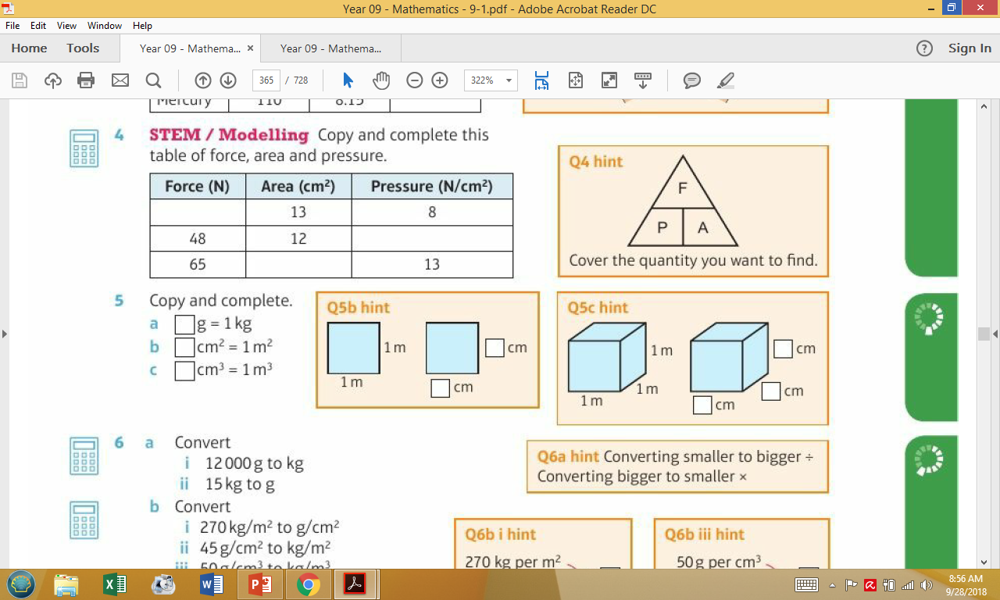 Year 09 - Mathematics - 9-1.pdf - Adobe Acrobat Reader DC
File Edit View Window Help
Home Tools Year 09 - Mathema... × Year 09 - Mathema... ? Sign In
365 / 728 322%
Mercury 110 8.15
4 STEM / Modelling Copy and complete this
table of force, area and pressure.
Force (N) Area (cm²) Pressure (N/cm²)
13 8
48 12
65 13
Q4 hint
F
P A
Cover the quantity you want to find.
5 Copy and complete.
a □ g = 1 kg
b □ cm² = 1 m²
c □ cm³ = 1 m³
Q5b hint
1 m □ cm
1 m □ cm
Q5c hint
1 m □ cm
1 m □ cm
1 m □ cm
6 a Convert
i 12 000 g to kg
ii 15 kg to g
Q6a hint Converting smaller to bigger ÷
Converting bigger to smaller ×
b Convert
i 270 kg/m² to g/cm²
ii 45 g/cm² to kg/m²
iii 50 g/cm³ to kg/m³
Q6b i hint
270 kg per m²
Q6b iii hint
50 g per cm³
8:56 AM
9/28/2018